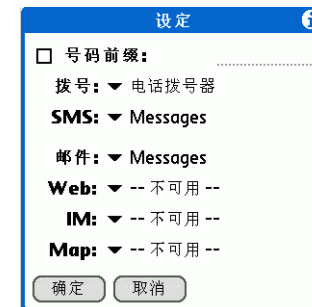 设定
号码前缀:
拨号: 电话拨号器
SMS: Messages
邮件: Messages
Web: -- 不可用 --
IM: -- 不可用 --
Map: -- 不可用 --
确定 取消